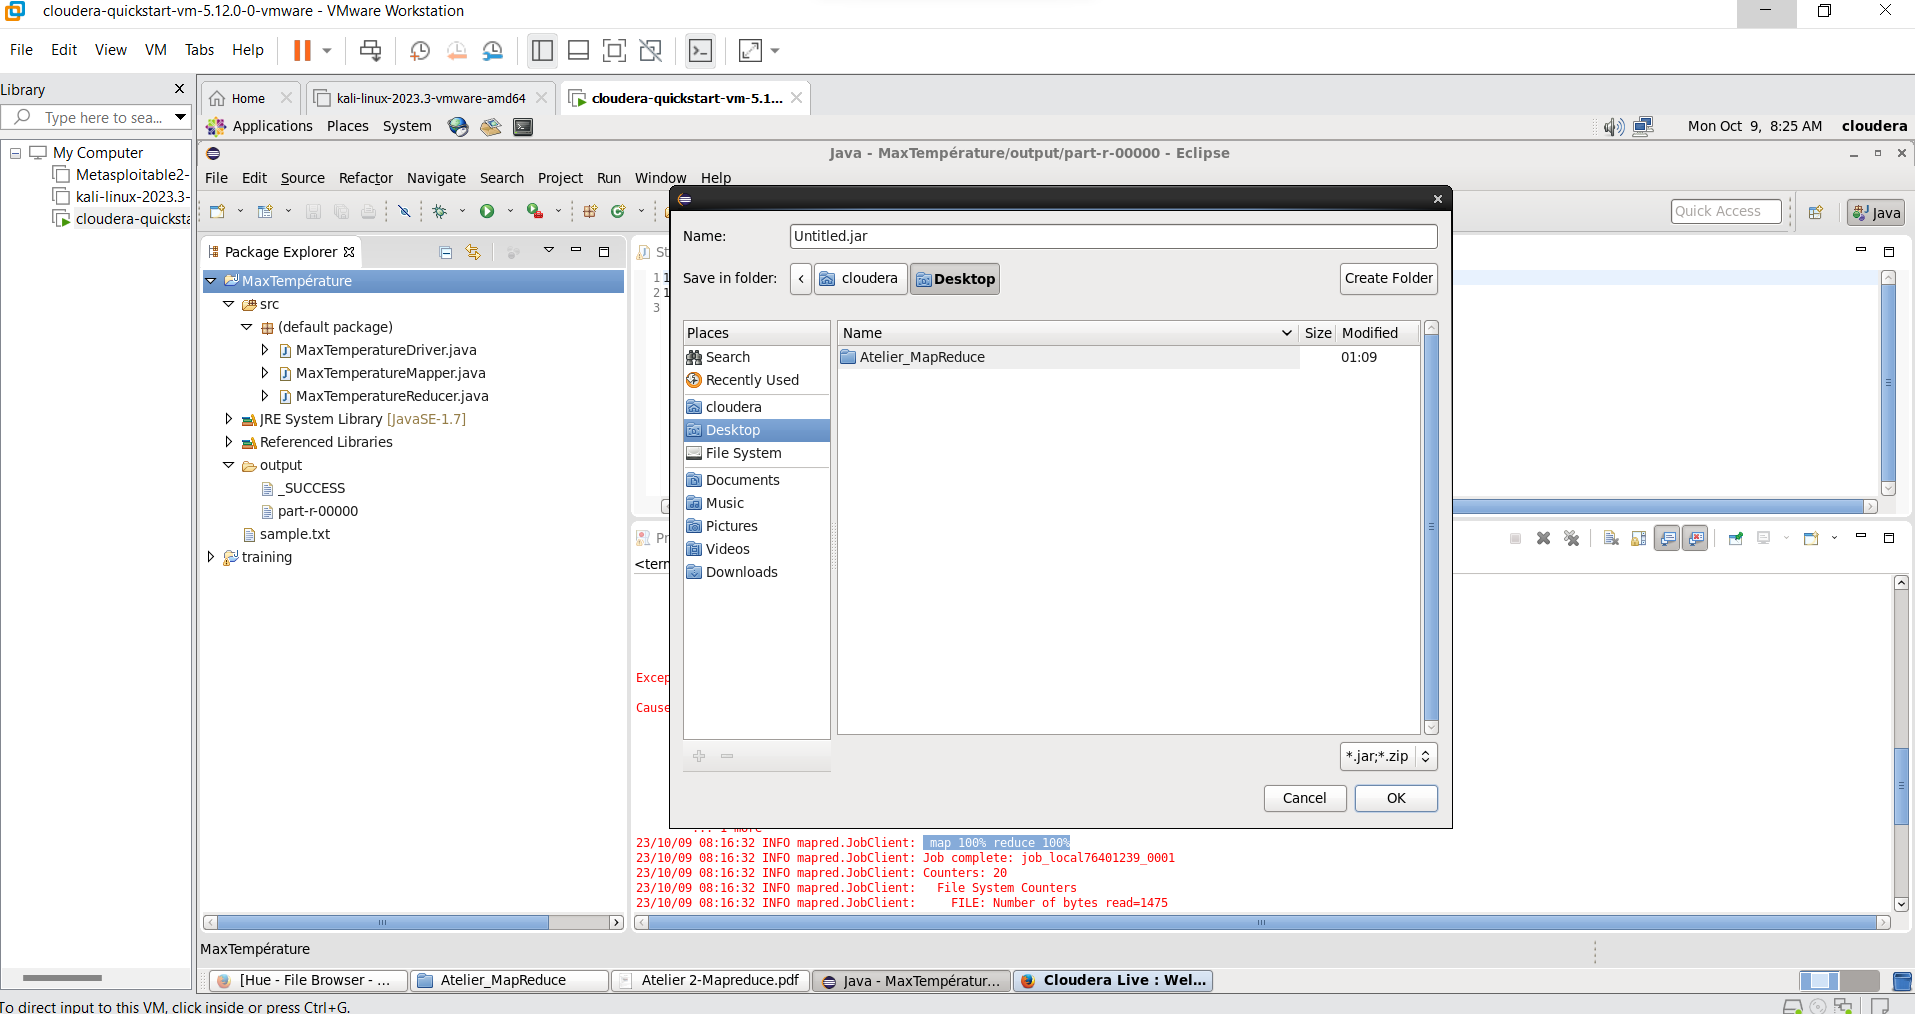 cloudera-quickstart-vm-5.12.0-0-vmware - VMware Workstation
File Edit View VM Tabs Help
Library
Type here to sea...
My Computer
Metasploitable2-
kali-linux-2023.3-
cloudera-quicksta
Home
kali-linux-2023.3-vmware-amd64
cloudera-quickstart-vm-5.1...
Applications Places System
Mon Oct 9, 8:25 AM cloudera
Java - MaxTempérature/output/part-r-00000 - Eclipse
File Edit Source Refactor Navigate Search Project Run Window Help
Quick Access
Java
Package Explorer
MaxTempérature
src
(default package)
MaxTemperatureDriver.java
MaxTemperatureMapper.java
MaxTemperatureReducer.java
JRE System Library [JavaSE-1.7]
Referenced Libraries
output
_SUCCESS
part-r-00000
sample.txt
training
St
1 1
2 1
3
Name: Untitled.jar
Save in folder: < cloudera Desktop Create Folder
Places
Search
Recently Used
cloudera
Desktop
File System
Documents
Music
Pictures
Videos
Downloads
Name Size Modified
Atelier_MapReduce 01:09
*.jar;*.zip
Cancel OK
Pr
<tern
Excep
Cause
... 1 more
23/10/09 08:16:32 INFO mapred.JobClient:  map 100% reduce 100%
23/10/09 08:16:32 INFO mapred.JobClient: Job complete: job_local76401239_0001
23/10/09 08:16:32 INFO mapred.JobClient: Counters: 20
23/10/09 08:16:32 INFO mapred.JobClient:   File System Counters
23/10/09 08:16:32 INFO mapred.JobClient:     FILE: Number of bytes read=1475
MaxTempérature
[Hue - File Browser - ...
Atelier_MapReduce
Atelier 2-Mapreduce.pdf
Java - MaxTempératur...
Cloudera Live : Wel...
To direct input to this VM, click inside or press Ctrl+G.